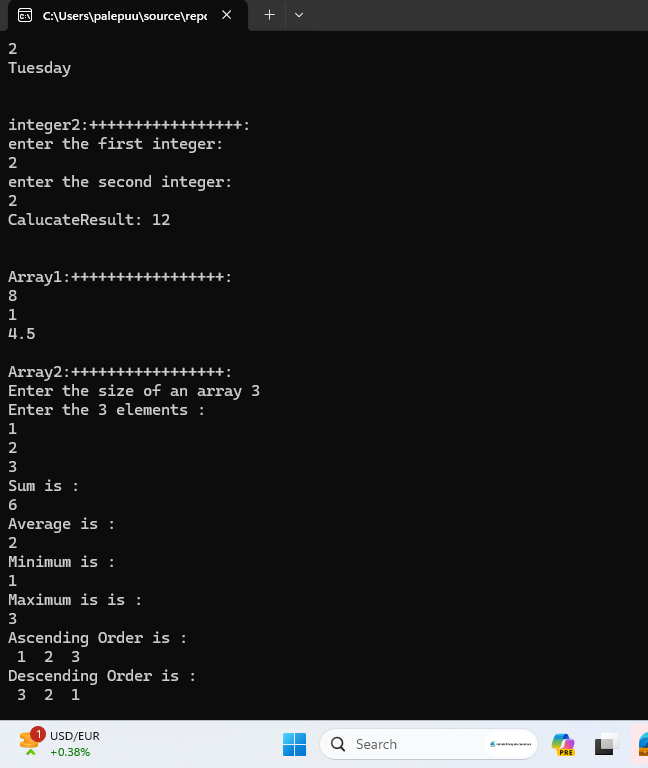 C:\Users\palepuu\source\repo
2
Tuesday
integer2:+++++++++++++++++:
enter the first integer:
2
enter the second integer:
2
CalucateResult: 12
Array1:+++++++++++++++++:
8
1
4.5
Array2:+++++++++++++++++:
Enter the size of an array 3
Enter the 3 elements :
1
2
3
Sum is :
6
Average is :
2
Minimum is :
1
Maximum is is :
3
Ascending Order is :
1 2 3
Descending Order is :
3 2 1
1
USD/EUR
+0.38%
Search
PRE